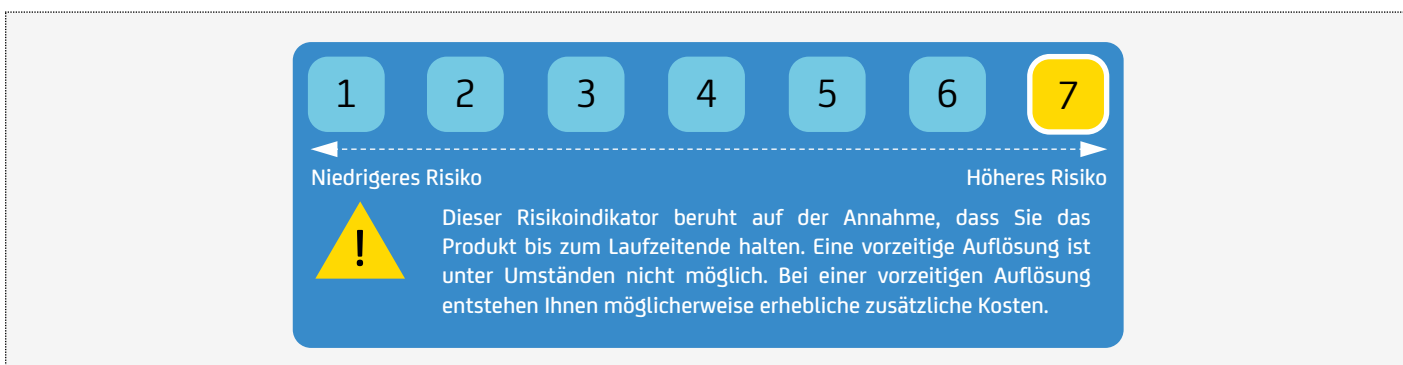 1 2 3 4 5 6 7
Niedrigeres Risiko Höheres Risiko
!
Dieser Risikoindikator beruht auf der Annahme, dass Sie das
Produkt bis zum Laufzeitende halten. Eine vorzeitige Auflösung ist
unter Umständen nicht möglich. Bei einer vorzeitigen Auflösung
entstehen Ihnen möglicherweise erhebliche zusätzliche Kosten.